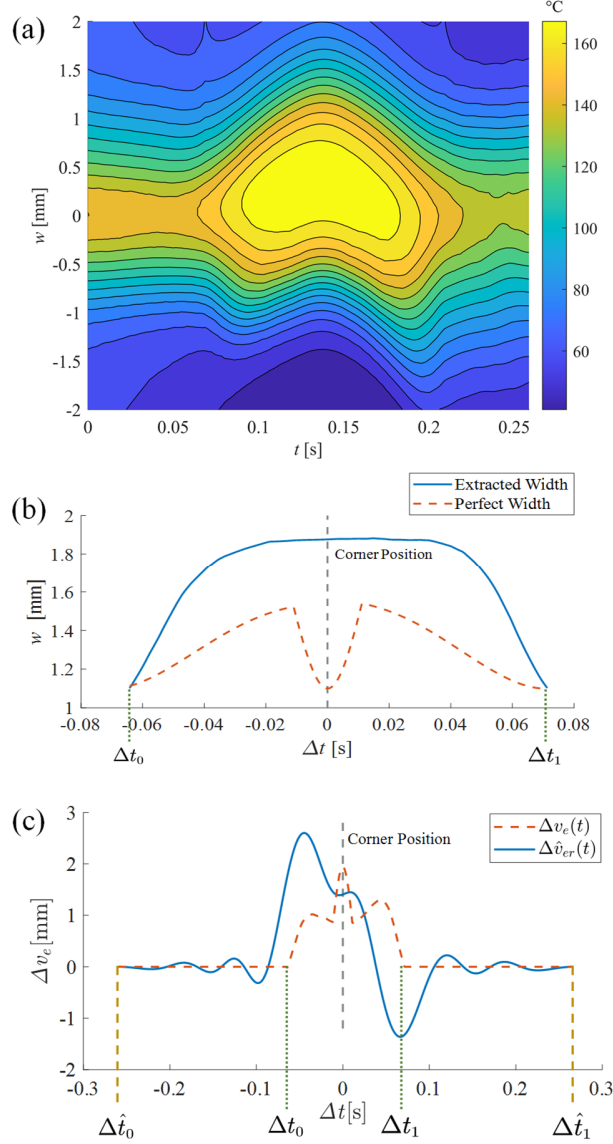 (a)
°C
2
1.5
1
0.5
0
-0.5
-1
-1.5
-2
w [mm]
0 0.05 0.1 0.15 0.2 0.25
t [s]
160
140
120
100
80
60
(b)
Extracted Width
Perfect Width
2
1.8
1.6
1.4
1.2
1
w [mm]
Corner Position
-0.08 -0.06 -0.04 -0.02 0 0.02 0.04 0.06 0.08
Δt [s]
Δt₀ Δt₁
(c)
Δvₑ(t)
Δv̂ₑᵣ(t)
3
2
1
0
-1
-2
Δvₑ[mm]
Corner Position
-0.3 -0.2 -0.1 0 0.1 0.2 0.3
Δt[s]
Δt̂₀ Δt₀ Δt₁ Δt̂₁